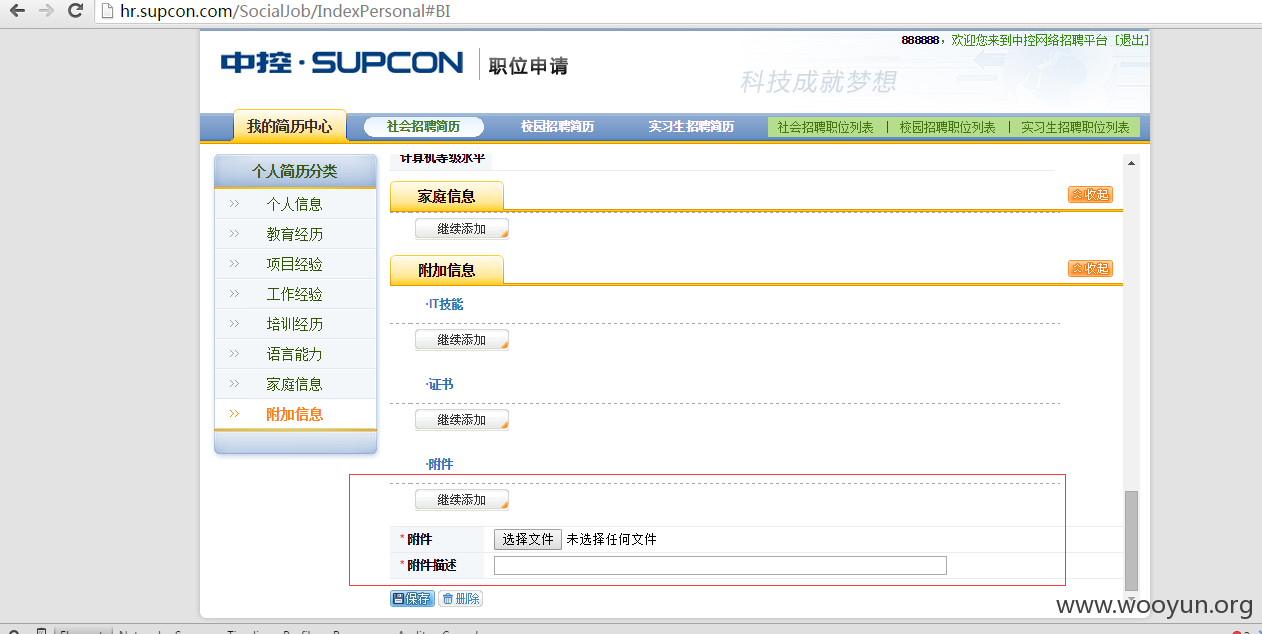 hr.supcon.com/SocialJob/IndexPersonal#BI
888888，欢迎您来到中控网络招聘平台 [退出]
中控·SUPCON 职位申请
科技成就梦想
我的简历中心 社会招聘简历 校园招聘简历 实习生招聘简历 社会招聘职位列表 | 校园招聘职位列表 | 实习生招聘职位列表
个人简历分类
>> 个人信息
>> 教育经历
>> 项目经验
>> 工作经验
>> 培训经历
>> 语言能力
>> 家庭信息
>> 附加信息
计算机等级水平
家庭信息 收起
继续添加
附加信息 收起
·IT技能
继续添加
·证书
继续添加
·附件
继续添加
*附件 选择文件 未选择任何文件
*附件描述
保存 删除
www.wooyun.org